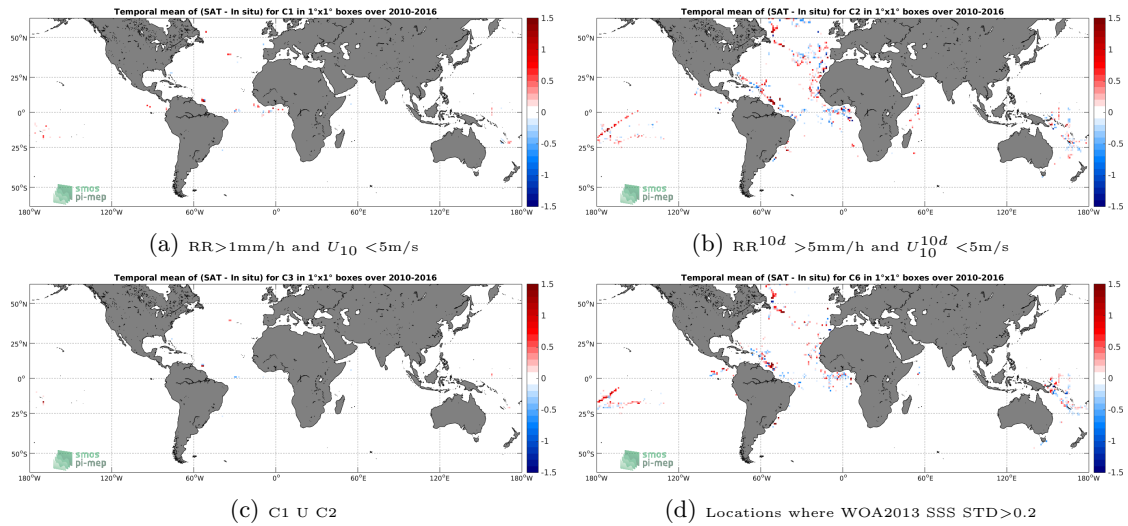 Temporal mean of (SAT - In situ) for C1 in 1°x1° boxes over 2010-2016
50°N
25°N
0°
25°S
50°S
180°W 120°W 60°W 0° 60°E 120°E 180°E
1.5
1
0.5
0
-0.5
-1
-1.5
smos
pi-mep
(a) RR>1mm/h and U10 <5m/s
Temporal mean of (SAT - In situ) for C2 in 1°x1° boxes over 2010-2016
50°N
25°N
0°
25°S
50°S
180°W 120°W 60°W 0° 60°E 120°E 180°E
1.5
1
0.5
0
-0.5
-1
-1.5
smos
pi-mep
(b) RR^10d >5mm/h and U10^10d <5m/s
Temporal mean of (SAT - In situ) for C3 in 1°x1° boxes over 2010-2016
50°N
25°N
0°
25°S
50°S
180°W 120°W 60°W 0° 60°E 120°E 180°E
1.5
1
0.5
0
-0.5
-1
-1.5
smos
pi-mep
(c) C1 U C2
Temporal mean of (SAT - In situ) for C6 in 1°x1° boxes over 2010-2016
50°N
25°N
0°
25°S
50°S
180°W 120°W 60°W 0° 60°E 120°E 180°E
1.5
1
0.5
0
-0.5
-1
-1.5
smos
pi-mep
(d) Locations where WOA2013 SSS STD>0.2